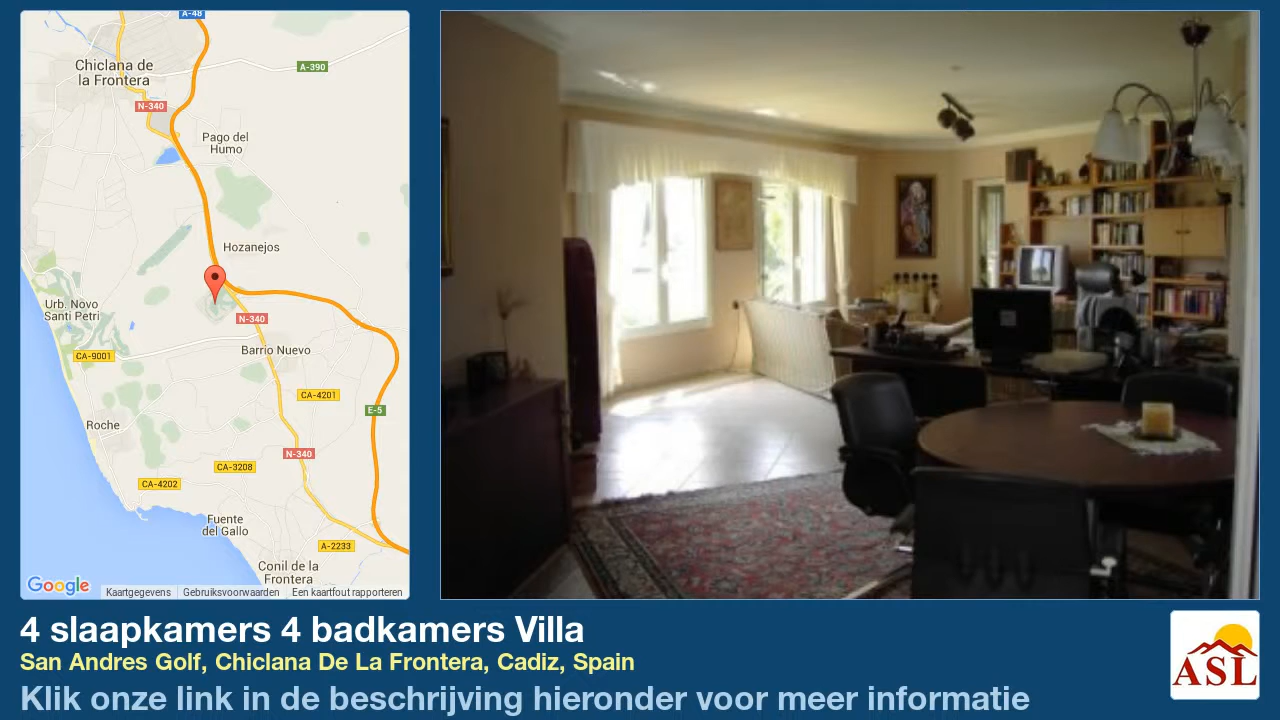 A-48
Chiclana de
la Frontera
A-390
N-340
Pago del
Humo
Hozanejos
Urb. Novo
Santi Petri
N-340
CA-9001
Barrio Nuevo
CA-4201
E-5
Roche
N-340
CA-3208
CA-4202
Fuente
del Gallo
A-2233
Conil de la
Frontera
Google
Kaartgegevens Gebruiksvoorwaarden Een kaartfout rapporteren
4 slaapkamers 4 badkamers Villa
San Andres Golf, Chiclana De La Frontera, Cadiz, Spain
Klik onze link in de beschrijving hieronder voor meer informatie
ASL